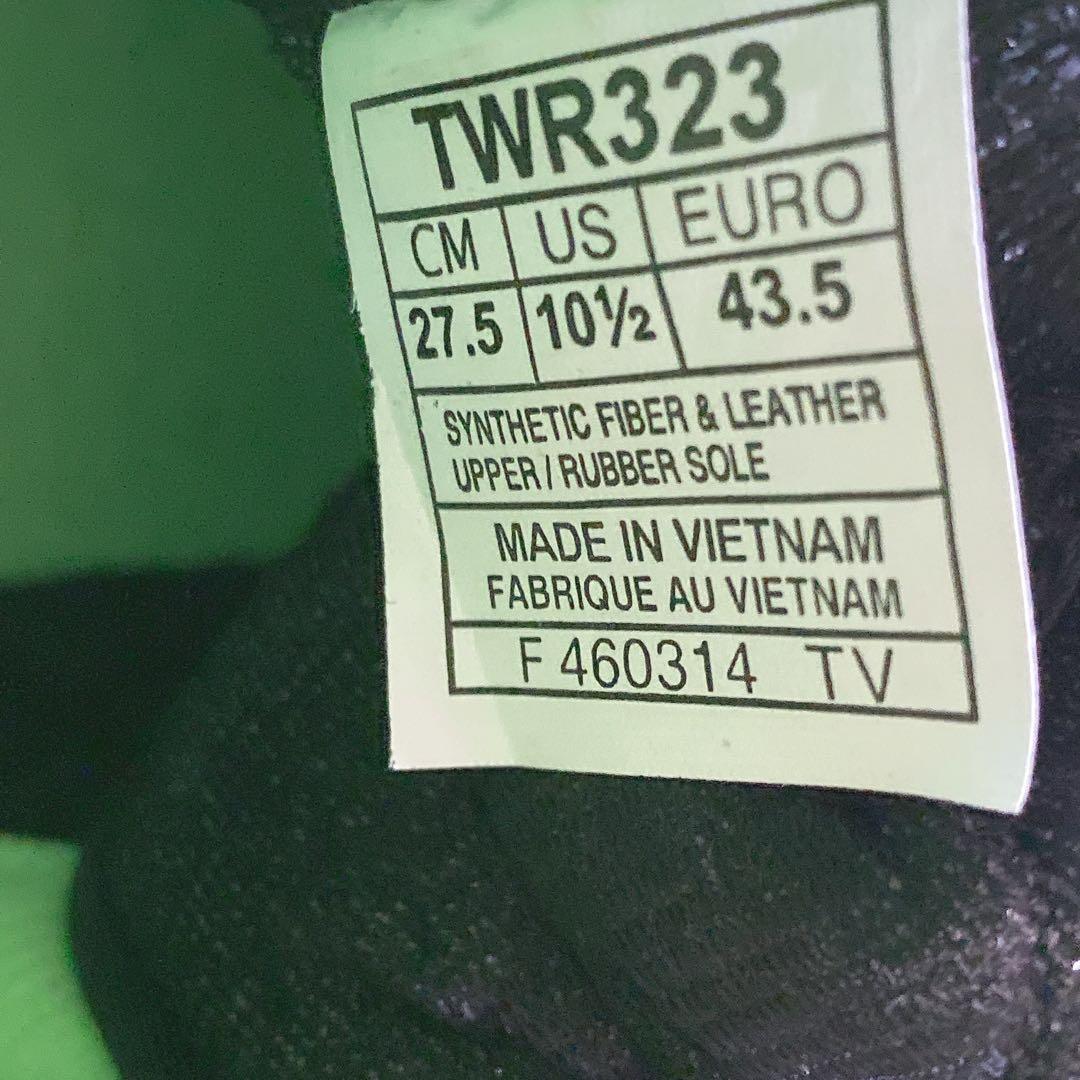 TWR323
CM US EURO
27.5 10½ 43.5
SYNTHETIC FIBER & LEATHER
UPPER / RUBBER SOLE
MADE IN VIETNAM
FABRIQUE AU VIETNAM
F 460314 TV